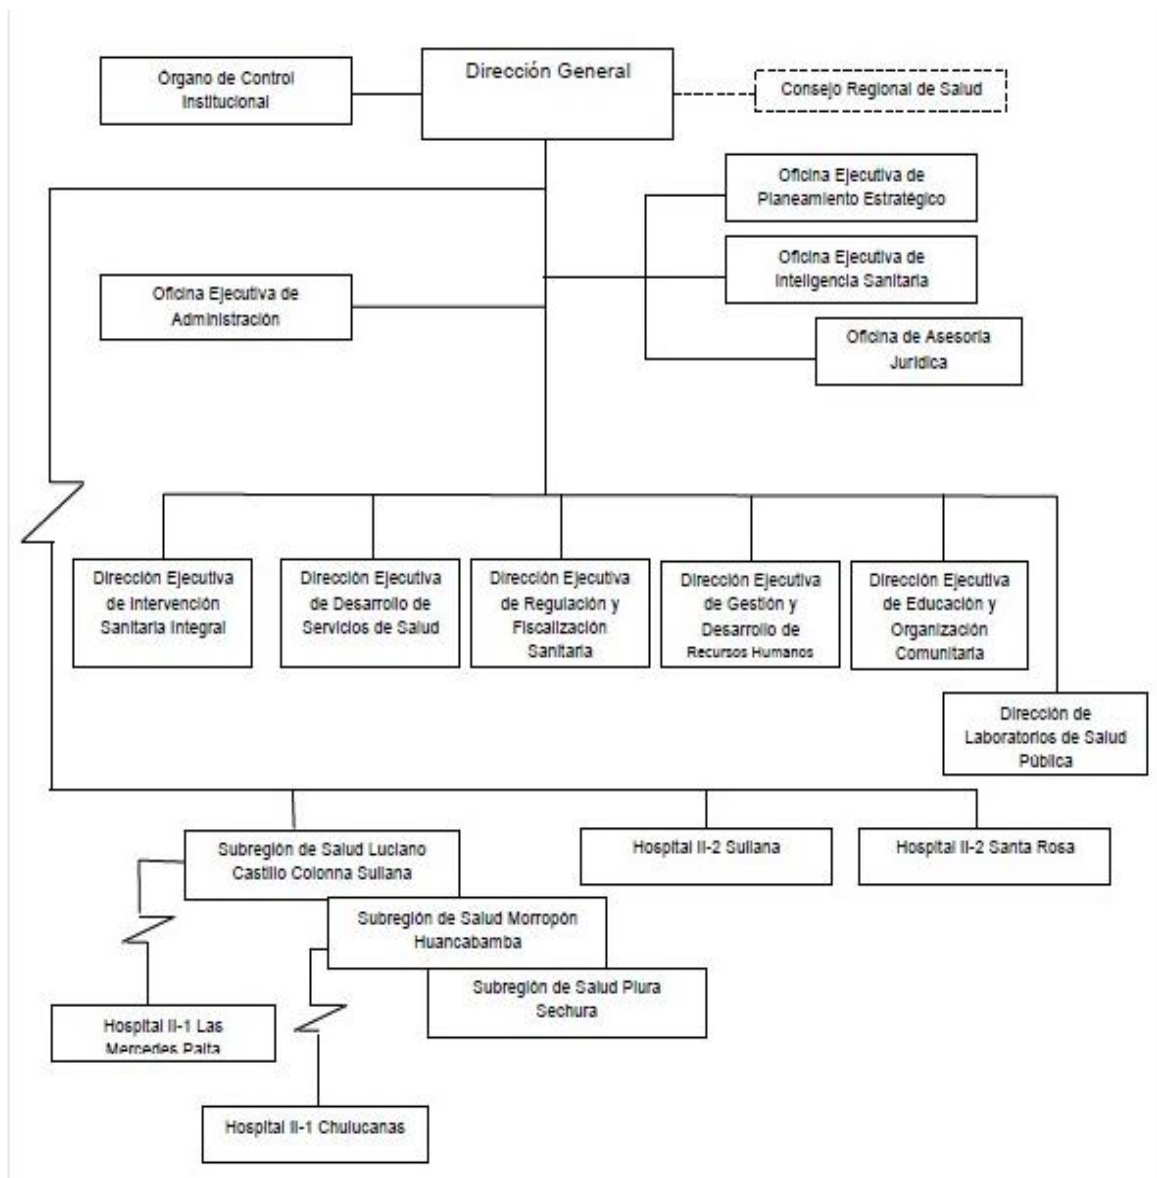 Órgano de Control
Institucional
Dirección General
Consejo Regional de Salud
Oficina Ejecutiva de
Planeamiento Estratégico
Oficina Ejecutiva de
Inteligencia Sanitaria
Oficina Ejecutiva de
Administración
Oficina de Asesoría
Jurídica
Dirección Ejecutiva
de Intervención
Sanitaria Integral
Dirección Ejecutiva
de Desarrollo de
Servicios de Salud
Dirección Ejecutiva
de Regulación y
Fiscalización
Sanitaria
Dirección Ejecutiva
de Gestión y
Desarrollo de
Recursos Humanos
Dirección Ejecutiva
de Educación y
Organización
Comunitaria
Dirección de
Laboratorios de Salud
Pública
Subregión de Salud Luciano
Castillo Colonna Sullana
Hospital II-2 Sullana
Hospital II-2 Santa Rosa
Subregión de Salud Morropón
Huancabamba
Subregión de Salud Piura
Sechura
Hospital II-1 Las
Mercedes Paita
Hospital II-1 Chulucanas